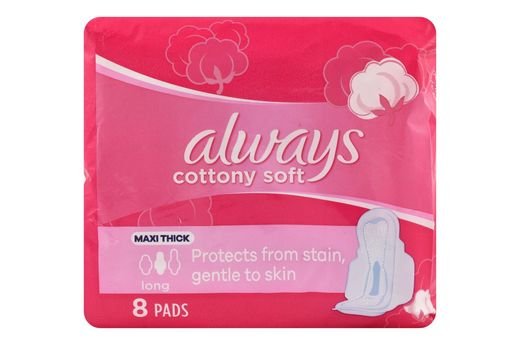 always
cottony soft
MAXI THICK
Protects from stain,
gentle to skin
long
8 PADS